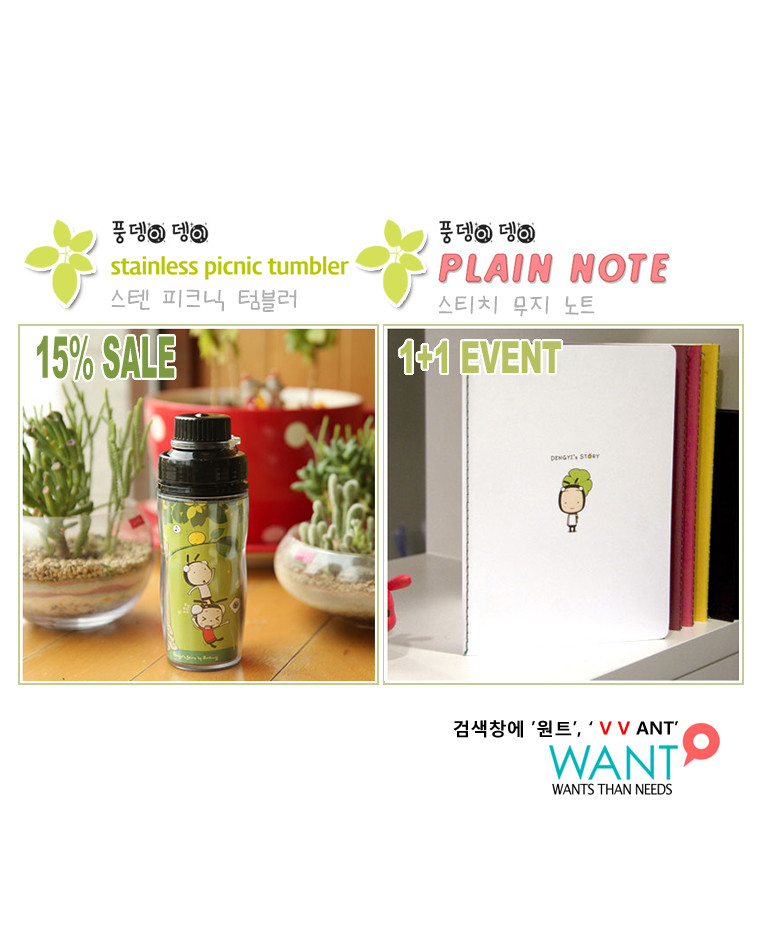 풍뎅이 뎅이
stainless picnic tumbler
스텐 피크닉 텀블러
15% SALE
풍뎅이 뎅이
PLAIN NOTE
스티치 무지 노트
1+1 EVENT
DENGYI's STORY
검색창에 '원트', ' V V ANT'
WANT
WANTS THAN NEEDS